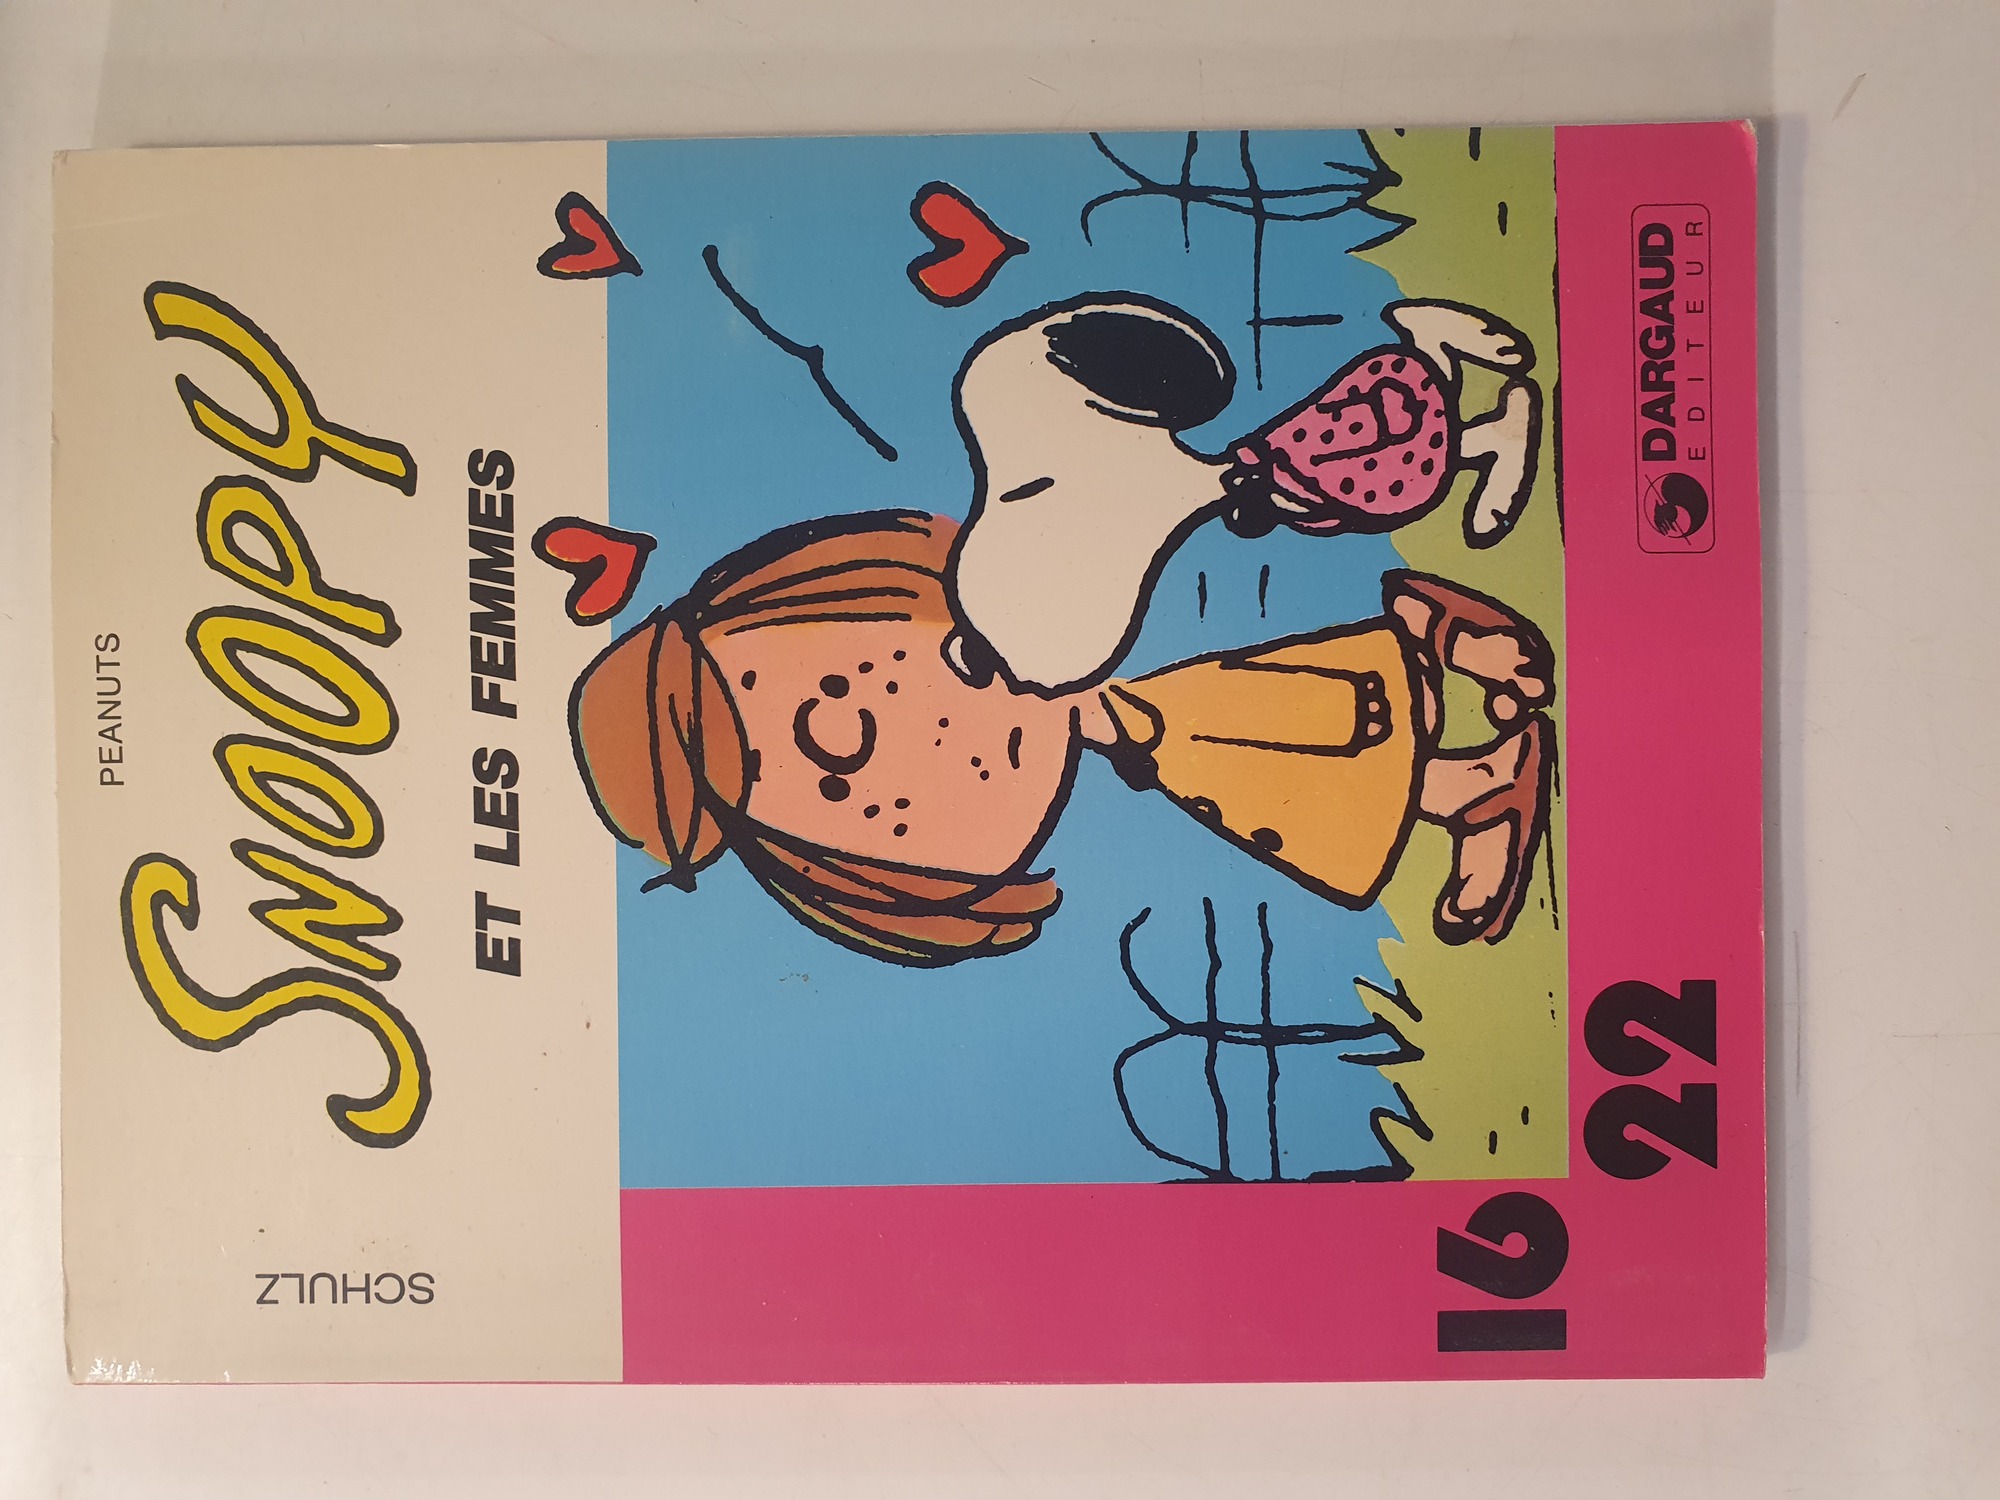 PEANUTS
SCHULZ
SNOOPY
ET LES FEMMES
16
22
DARGAUD
EDITEUR